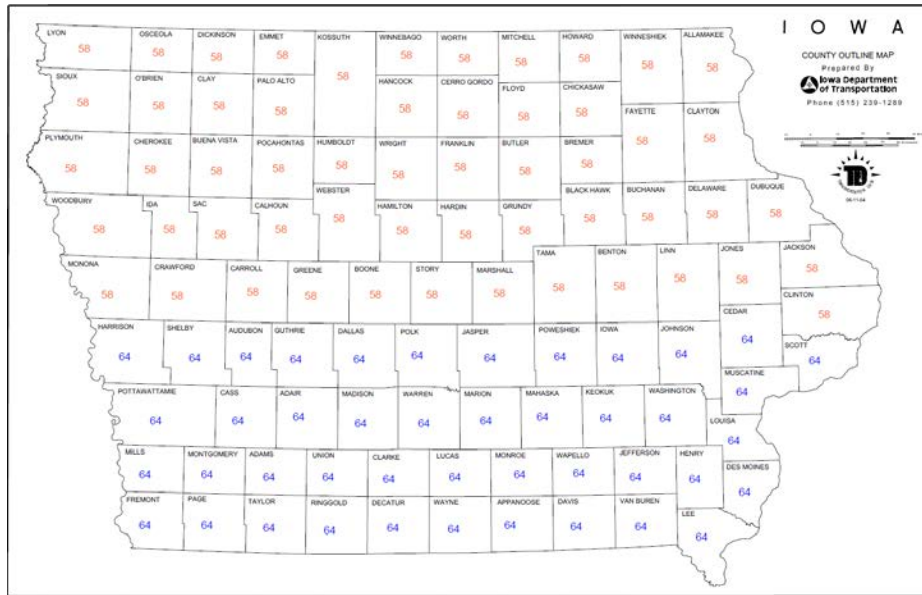 I O W A
COUNTY OUTLINE MAP
Prepared By
Iowa Department
of Transportation
Phone (515) 239-1289
LYON OSCEOLA DICKINSON EMMET KOSSUTH WINNEBAGO WORTH MITCHELL HOWARD WINNESHIEK ALLAMAKEE
58 58 58 58 58 58 58 58 58 58 58
SIOUX O'BRIEN CLAY PALO ALTO HANCOCK CERRO GORDO FLOYD CHICKASAW
58 58 58 58 58 58 58 58
FAYETTE CLAYTON
58 58
PLYMOUTH CHEROKEE BUENA VISTA POCAHONTAS HUMBOLDT WRIGHT FRANKLIN BUTLER BREMER
58 58 58 58 58 58 58 58 58
WOODBURY IDA SAC CALHOUN WEBSTER HAMILTON HARDIN GRUNDY BLACK HAWK BUCHANAN DELAWARE DUBUQUE
58 58 58 58 58 58 58 58 58 58 58 58
MONONA CRAWFORD CARROLL GREENE BOONE STORY MARSHALL TAMA BENTON LINN JONES JACKSON
58 58 58 58 58 58 58 58 58 58 58 58
CLINTON
58
HARRISON SHELBY AUDUBON GUTHRIE DALLAS POLK JASPER POWESHIEK IOWA JOHNSON CEDAR SCOTT
64 64 64 64 64 64 64 64 64 64 64 64
MUSCATINE
64
POTTAWATTAMIE CASS ADAIR MADISON WARREN MARION MAHASKA KEOKUK WASHINGTON LOUISA
64 64 64 64 64 64 64 64 64 64
MILLS MONTGOMERY ADAMS UNION CLARKE LUCAS MONROE WAPELLO JEFFERSON HENRY DES MOINES
64 64 64 64 64 64 64 64 64 64 64
FREMONT PAGE TAYLOR RINGGOLD DECATUR WAYNE APPANOOSE DAVIS VAN BUREN LEE
64 64 64 64 64 64 64 64 64 64